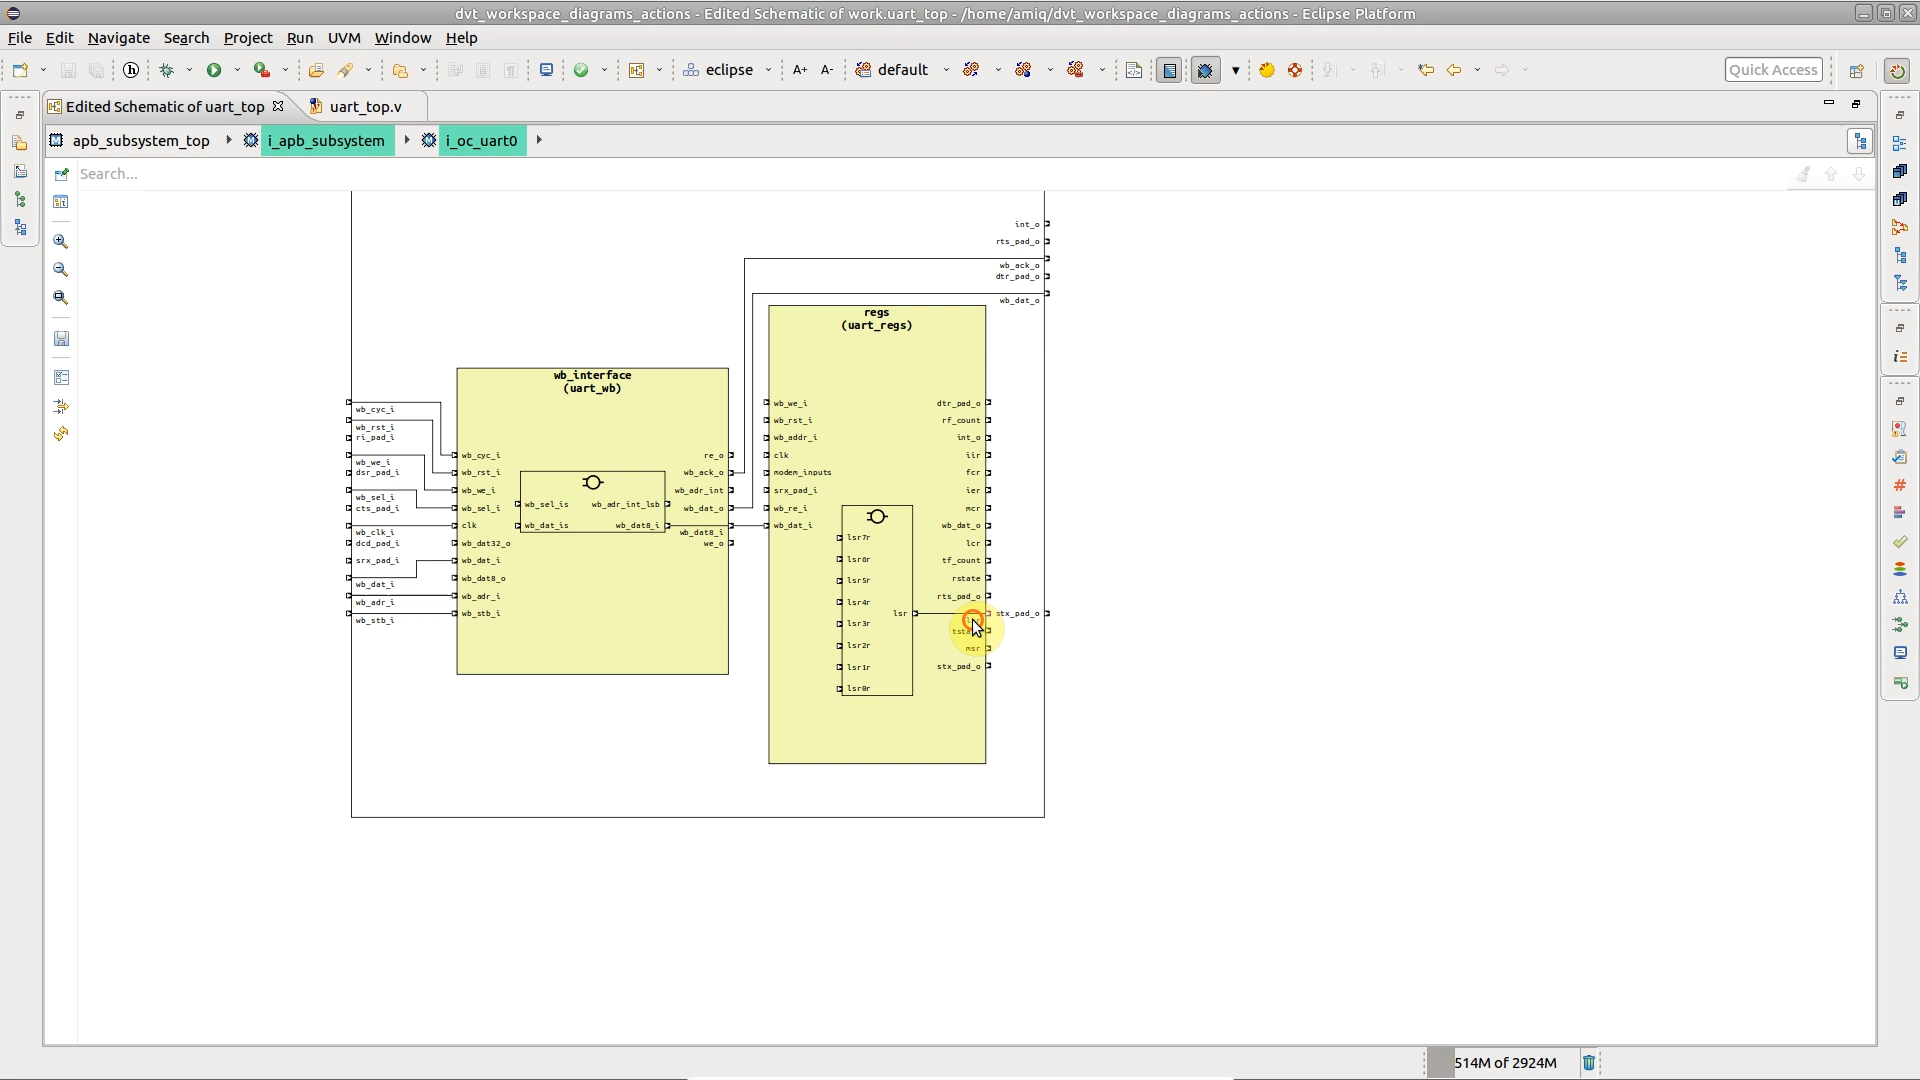 dvt_workspace_diagrams_actions - Edited Schematic of work.uart_top - /home/amiq/dvt_workspace_diagrams_actions - Eclipse Platform
File Edit Navigate Search Project Run UVM Window Help
eclipse A+ A- default Quick Access
Edited Schematic of uart_top uart_top.v
apb_subsystem_top i_apb_subsystem i_oc_uart0
Search...
int_o
rts_pad_o
wb_ack_o
dtr_pad_o
wb_dat_o
wb_cyc_i
wb_rst_i
ri_pad_i
wb_we_i
dsr_pad_i
wb_sel_i
cts_pad_i
wb_clk_i
dcd_pad_i
srx_pad_i
wb_dat_i
wb_adr_i
wb_stb_i
wb_interface
(uart_wb)
wb_cyc_i
wb_rst_i
wb_we_i
wb_sel_i
clk
wb_dat32_o
wb_dat_i
wb_dat8_o
wb_adr_i
wb_stb_i
wb_sel_is wb_adr_int_lsb
wb_dat_is wb_dat8_i
re_o
wb_ack_o
wb_adr_int
wb_dat_o
wb_dat8_i
we_o
regs
(uart_regs)
wb_we_i
wb_rst_i
wb_addr_i
clk
modem_inputs
srx_pad_i
wb_re_i
wb_dat_i
lsr7r
lsr6r
lsr5r
lsr4r
lsr
lsr3r
lsr2r
lsr1r
lsr0r
dtr_pad_o
rf_count
int_o
iir
fcr
ier
mcr
wb_dat_o
lcr
tf_count
rstate
rts_pad_o
msr
stx_pad_o
stx_pad_o
514M of 2924M